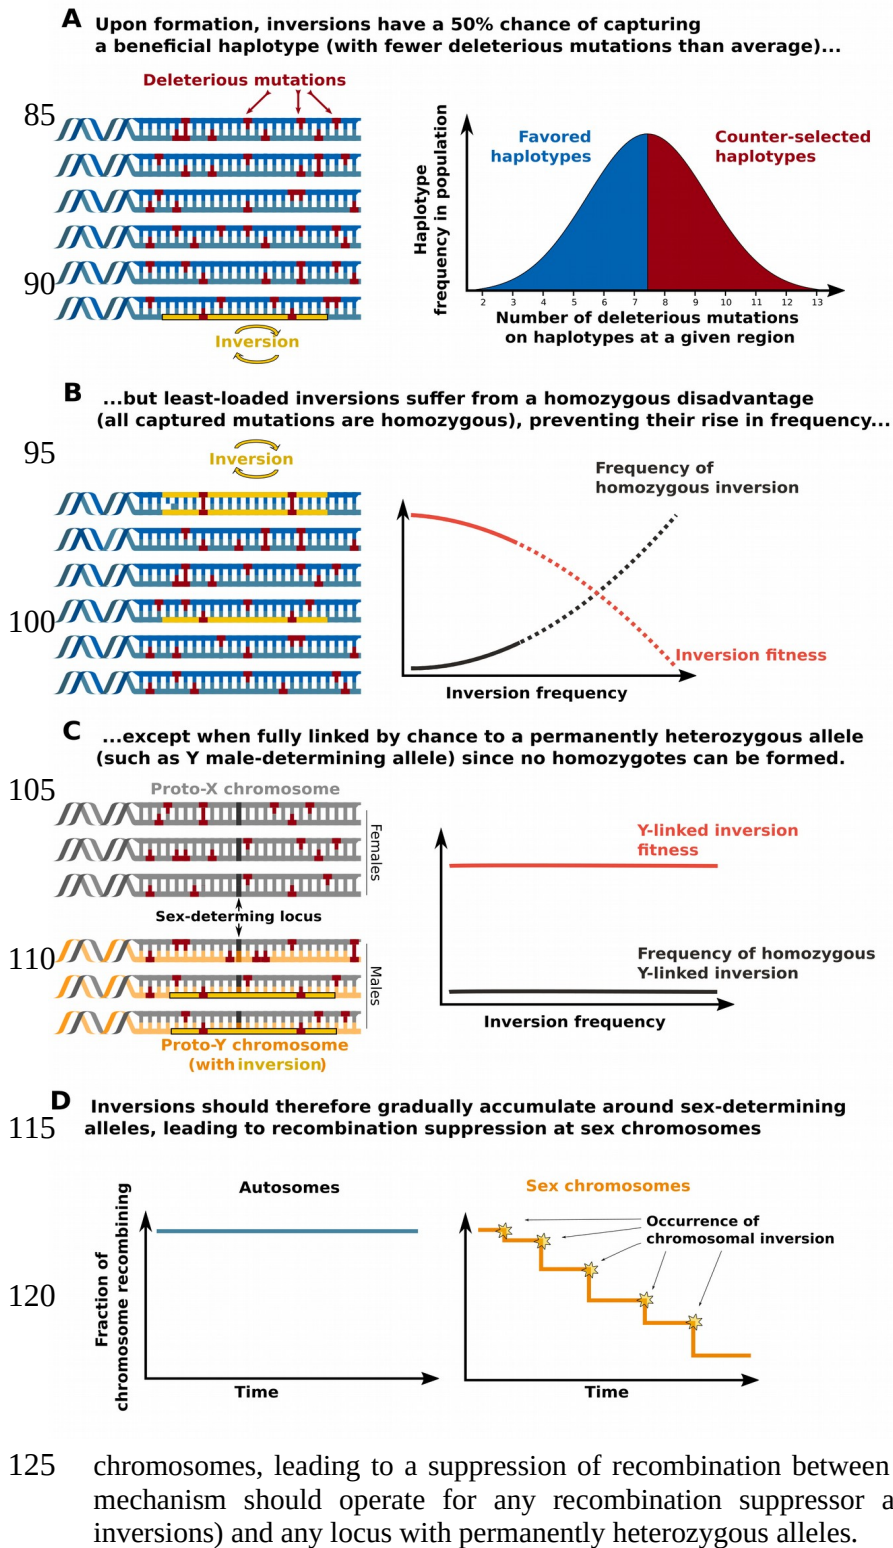 A Upon formation, inversions have a 50% chance of capturing
a beneficial haplotype (with fewer deleterious mutations than average)...
Deleterious mutations
85
Favored
haplotypes
Counter-selected
haplotypes
Haplotype
frequency in population
90
2 3 4 5 6 7 8 9 10 11 12 13
Number of deleterious mutations
on haplotypes at a given region
Inversion
B ...but least-loaded inversions suffer from a homozygous disadvantage
(all captured mutations are homozygous), preventing their rise in frequency...
95
Inversion
Frequency of
homozygous inversion
100
Inversion fitness
Inversion frequency
C ...except when fully linked by chance to a permanently heterozygous allele
(such as Y male-determining allele) since no homozygotes can be formed.
105
Proto-X chromosome
Females
Y-linked inversion
fitness
Sex-determing locus
110
Males
Frequency of homozygous
Y-linked inversion
Inversion frequency
Proto-Y chromosome
(with inversion)
D Inversions should therefore gradually accumulate around sex-determining
115
alleles, leading to recombination suppression at sex chromosomes
Autosomes
Sex chromosomes
Fraction of
chromosome recombining
Occurrence of
chromosomal inversion
120
Time
Time
125 chromosomes, leading to a suppression of recombination between
mechanism should operate for any recombination suppressor a
inversions) and any locus with permanently heterozygous alleles.